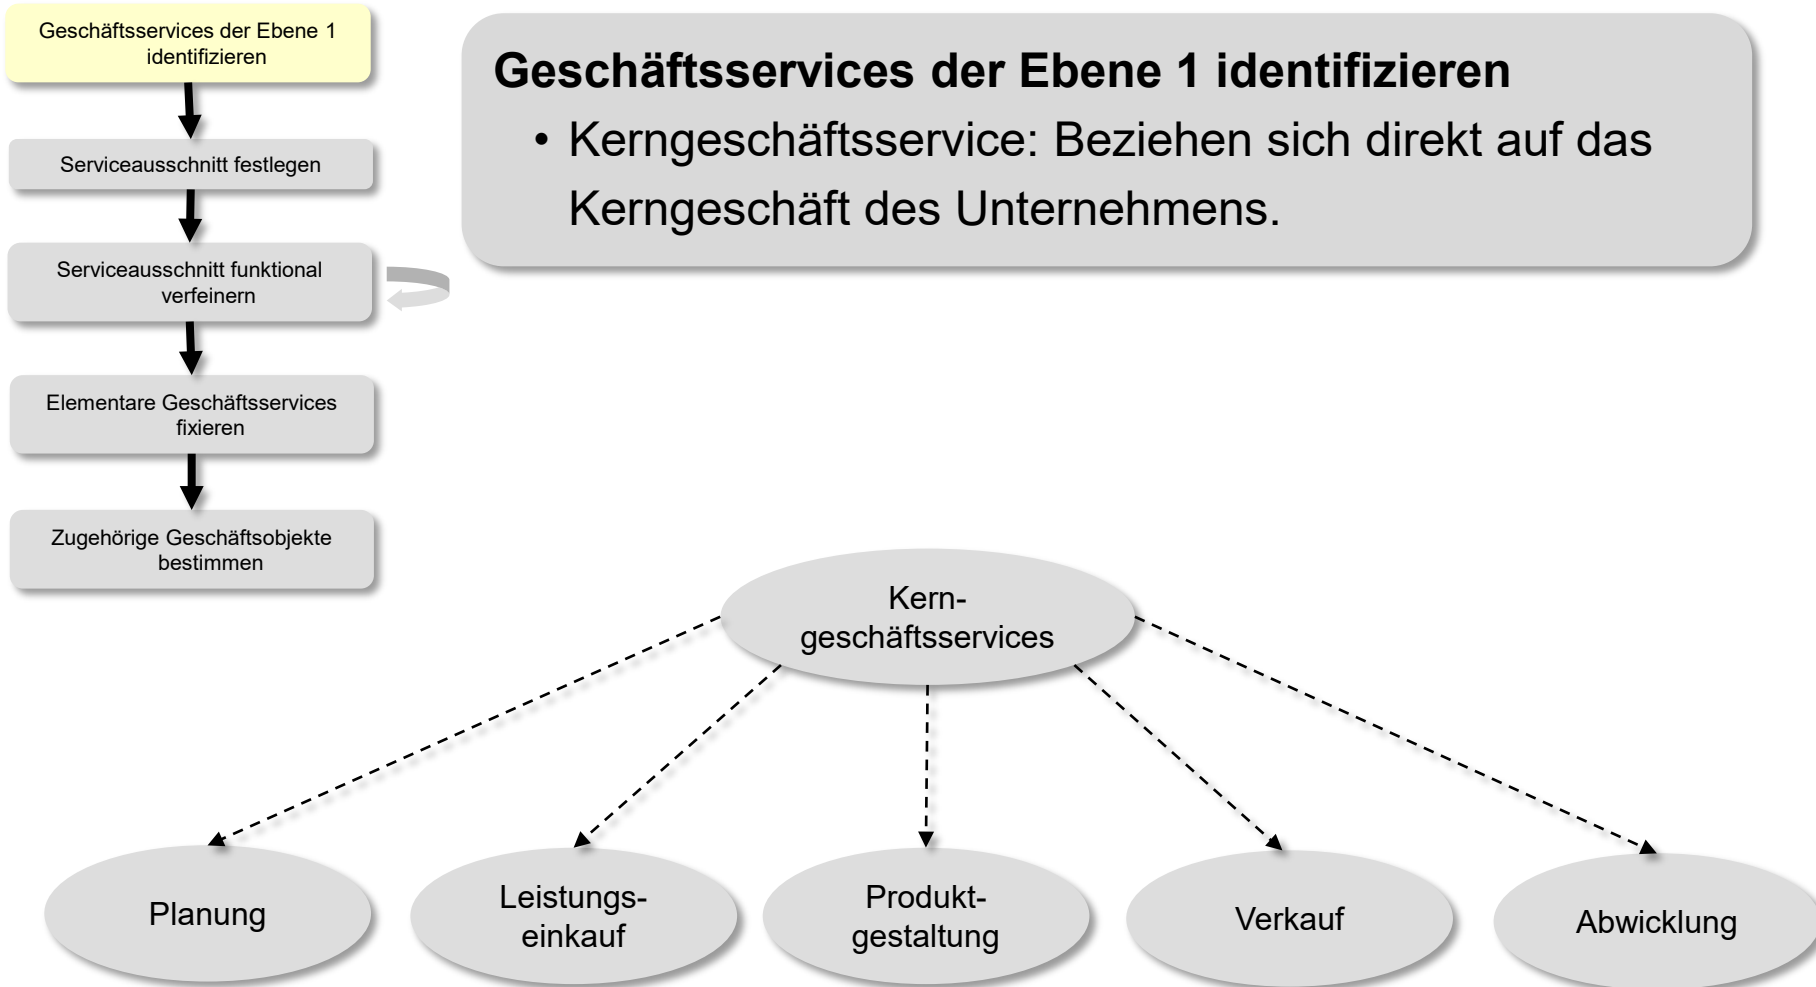 Geschäftsservices der Ebene 1
identifizieren
Serviceausschnitt festlegen
Serviceausschnitt funktional
verfeinern
Elementare Geschäftsservices
fixieren
Zugehörige Geschäftsobjekte
bestimmen
Geschäftsservices der Ebene 1 identifizieren
• Kerngeschäftsservice: Beziehen sich direkt auf das
Kerngeschäft des Unternehmens.
Kern-
geschäftsservices
Planung
Leistungs-
einkauf
Produkt-
gestaltung
Verkauf
Abwicklung